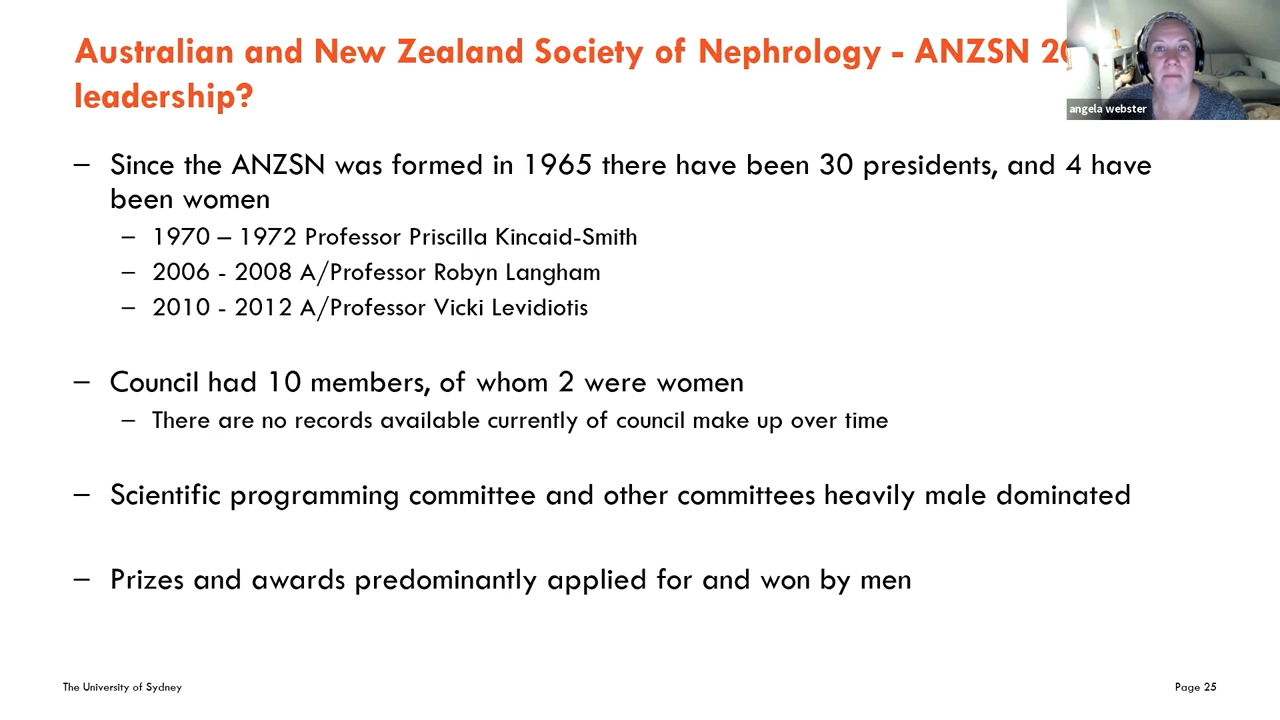 Australian and New Zealand Society of Nephrology - ANZSN
leadership?
angela webster
– Since the ANZSN was formed in 1965 there have been 30 presidents, and 4 have
been women
– 1970 – 1972 Professor Priscilla Kincaid-Smith
– 2006 - 2008 A/Professor Robyn Langham
– 2010 - 2012 A/Professor Vicki Levidiotis
– Council had 10 members, of whom 2 were women
– There are no records available currently of council make up over time
– Scientific programming committee and other committees heavily male dominated
– Prizes and awards predominantly applied for and won by men
The University of Sydney
Page 25